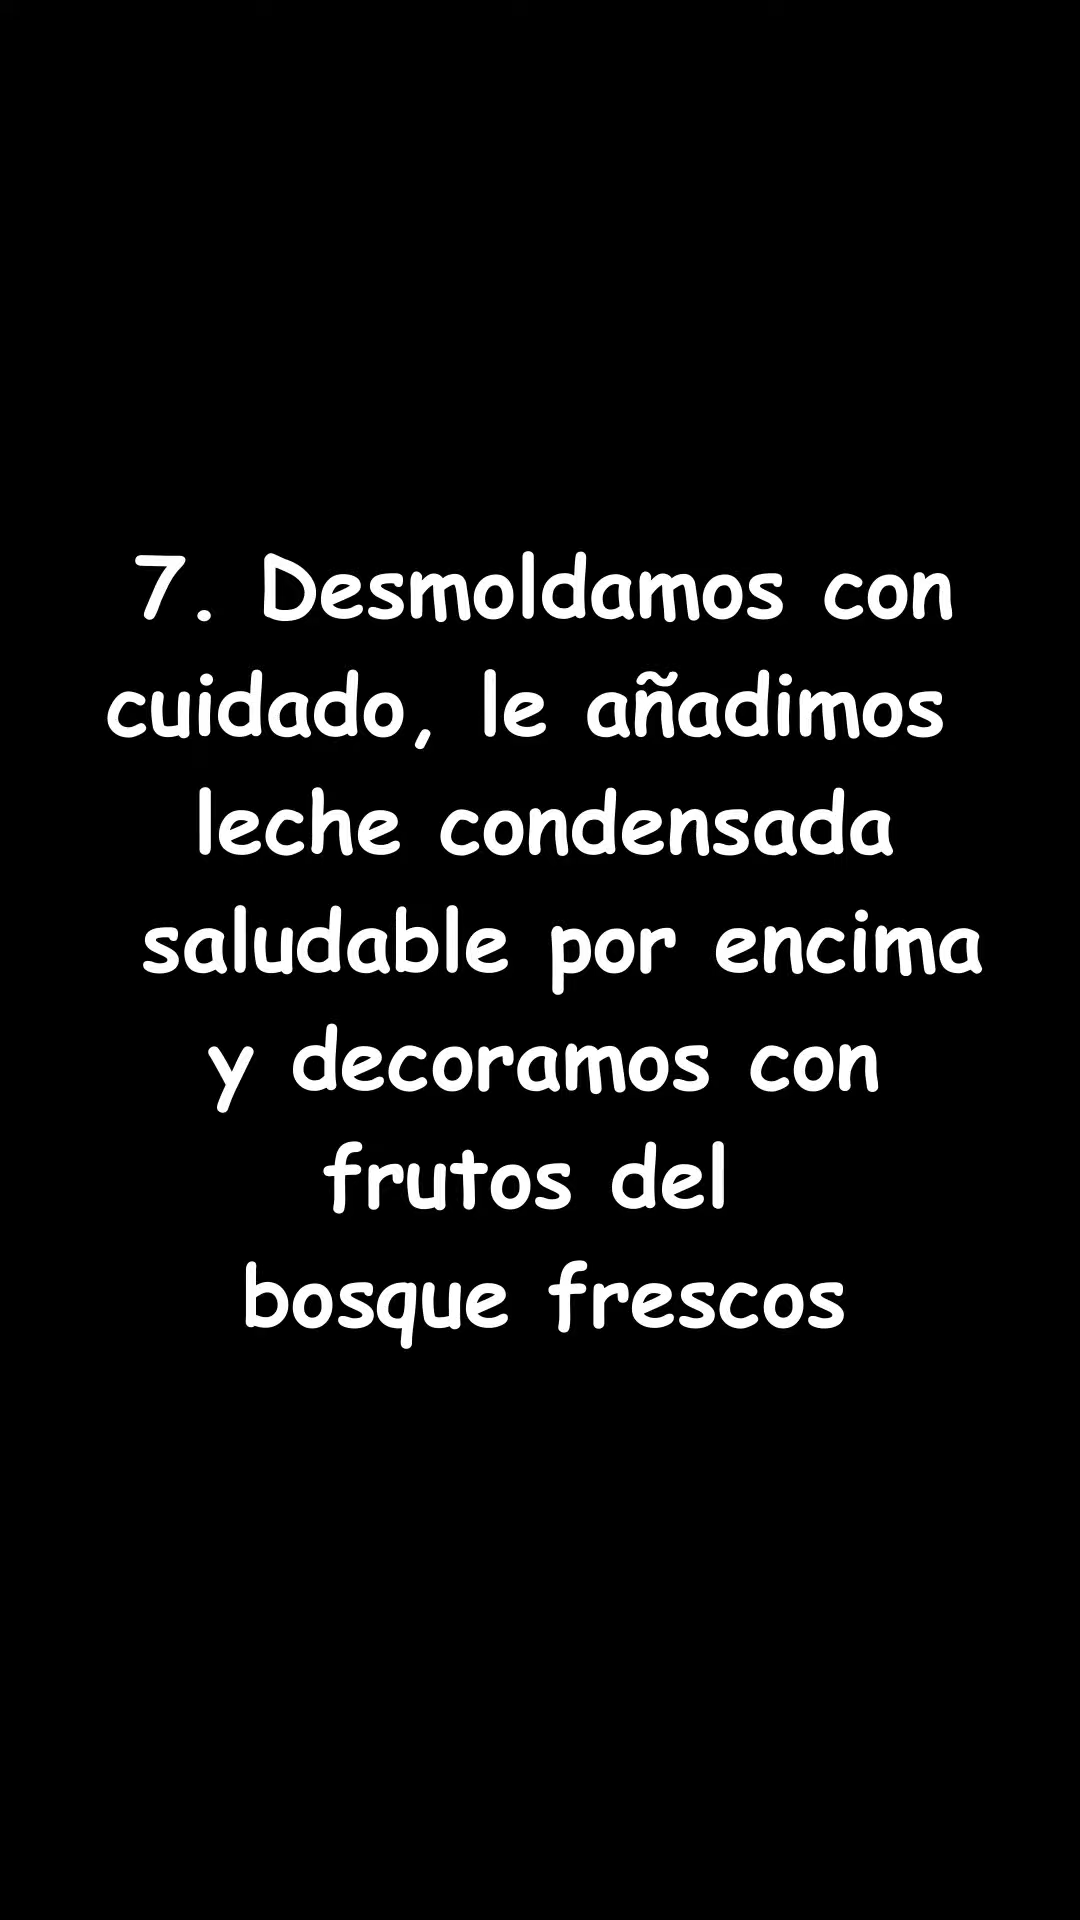 7. Desmoldamos con
cuidado, le añadimos
leche condensada
saludable por encima
y decoramos con
frutos del
bosque frescos